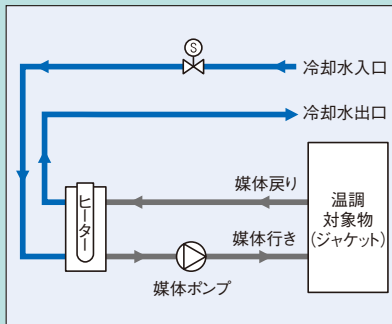 S
冷却水入口
冷却水出口
媒体戻り
ヒーター
温調
対象物
(ジャケット)
媒体行き
媒体ポンプ